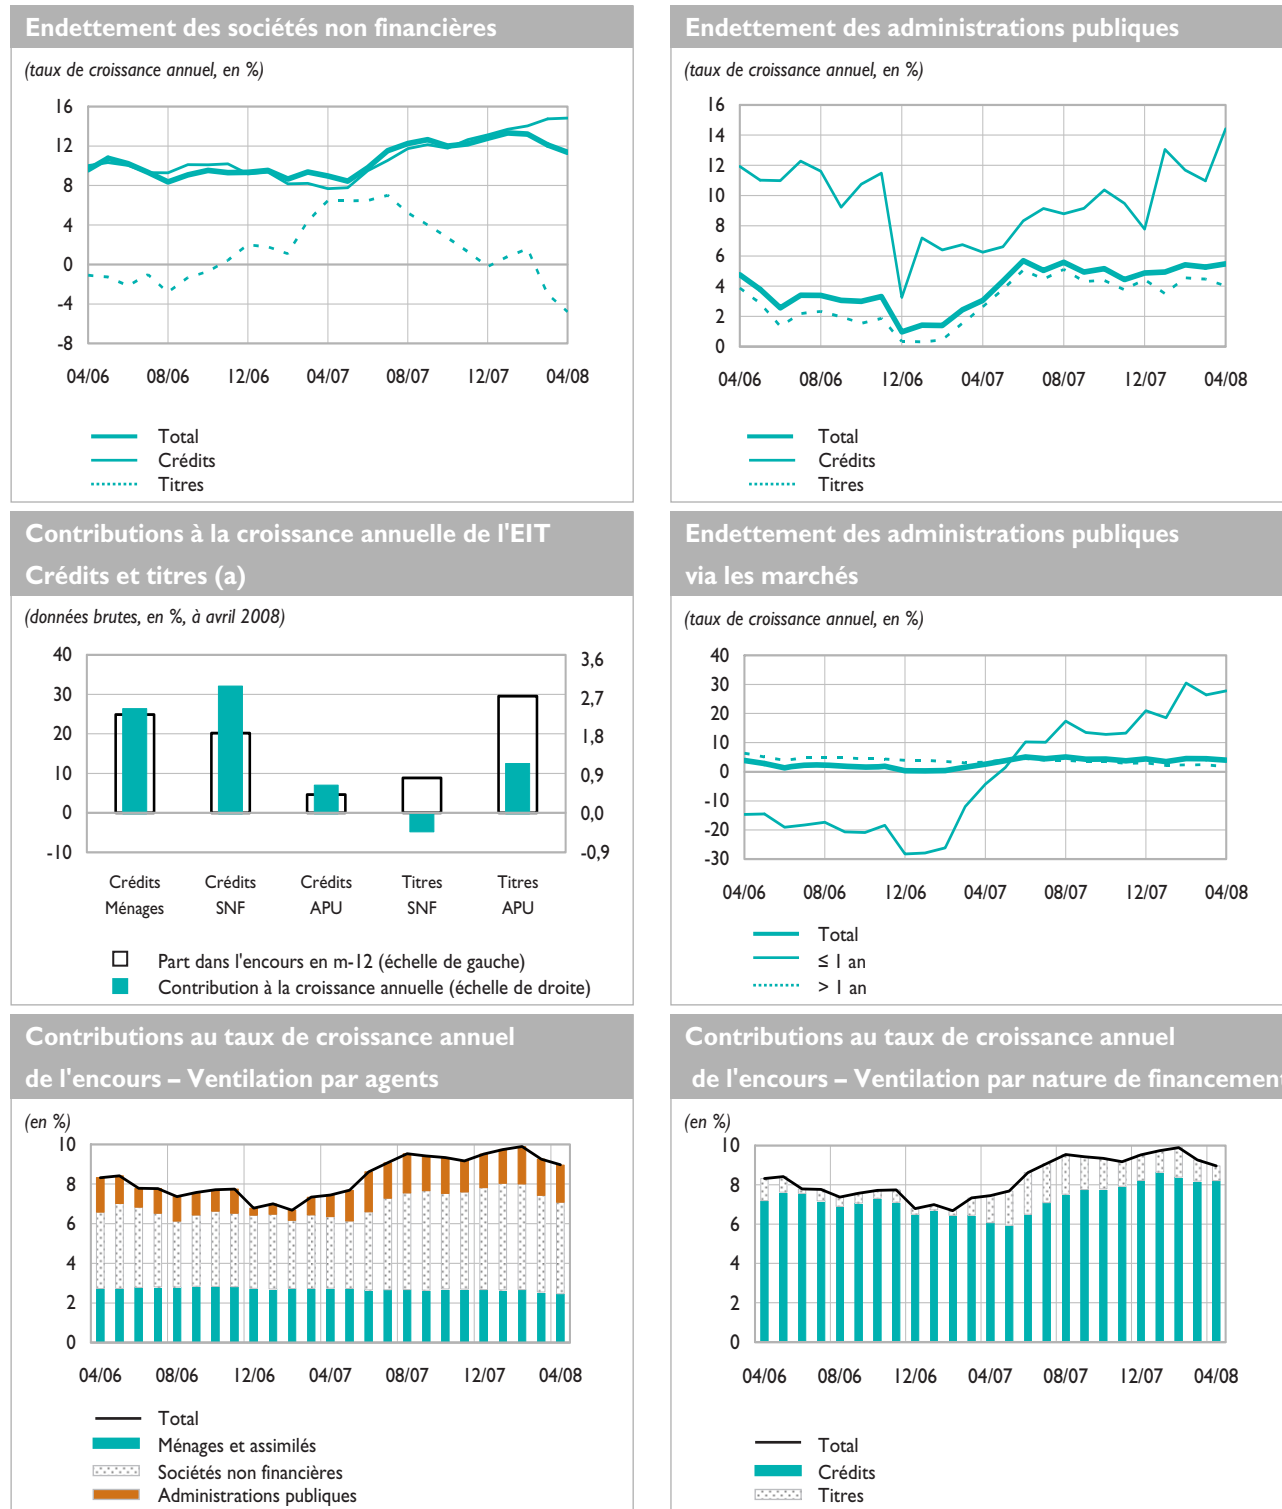 Endettement des sociétés non financières
(taux de croissance annuel, en %)
16
12
8
4
0
-4
-8
04/06 08/06 12/06 04/07 08/07 12/07 04/08
Total
Crédits
Titres
Endettement des administrations publiques
(taux de croissance annuel, en %)
16
14
12
10
8
6
4
2
0
04/06 08/06 12/06 04/07 08/07 12/07 04/08
Total
Crédits
Titres
Contributions à la croissance annuelle de l'EIT
Crédits et titres (a)
(données brutes, en %, à avril 2008)
40
30
20
10
0
-10
3,6
2,7
1,8
0,9
0,0
-0,9
Crédits Crédits Crédits Titres Titres
Ménages SNF APU SNF APU
Part dans l'encours en m-12 (échelle de gauche)
Contribution à la croissance annuelle (échelle de droite)
Endettement des administrations publiques
via les marchés
(taux de croissance annuel, en %)
40
30
20
10
0
-10
-20
-30
04/06 08/06 12/06 04/07 08/07 12/07 04/08
Total
≤ 1 an
> 1 an
Contributions au taux de croissance annuel
de l'encours – Ventilation par agents
(en %)
10
8
6
4
2
0
04/06 08/06 12/06 04/07 08/07 12/07 04/08
Total
Ménages et assimilés
Sociétés non financières
Administrations publiques
Contributions au taux de croissance annuel
de l'encours – Ventilation par nature de financement
(en %)
10
8
6
4
2
0
04/06 08/06 12/06 04/07 08/07 12/07 04/08
Total
Crédits
Titres